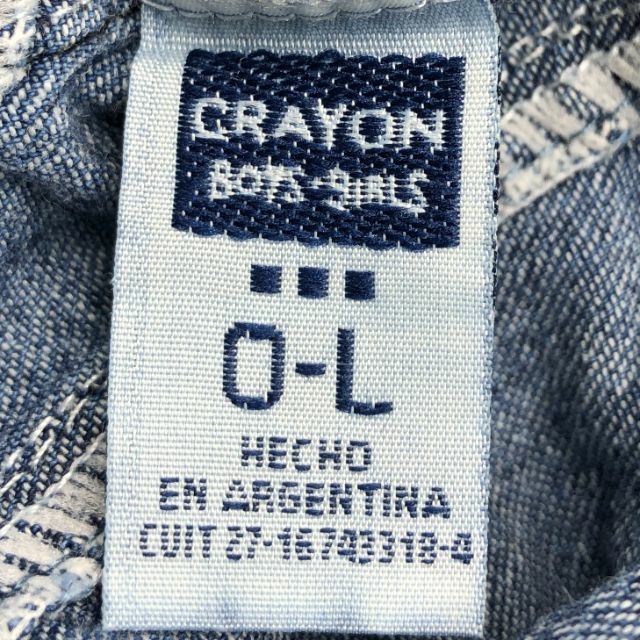 CRAYON
BOYS-GIRLS
0-L
HECHO
EN ARGENTINA
CUIT 27-16743318-4